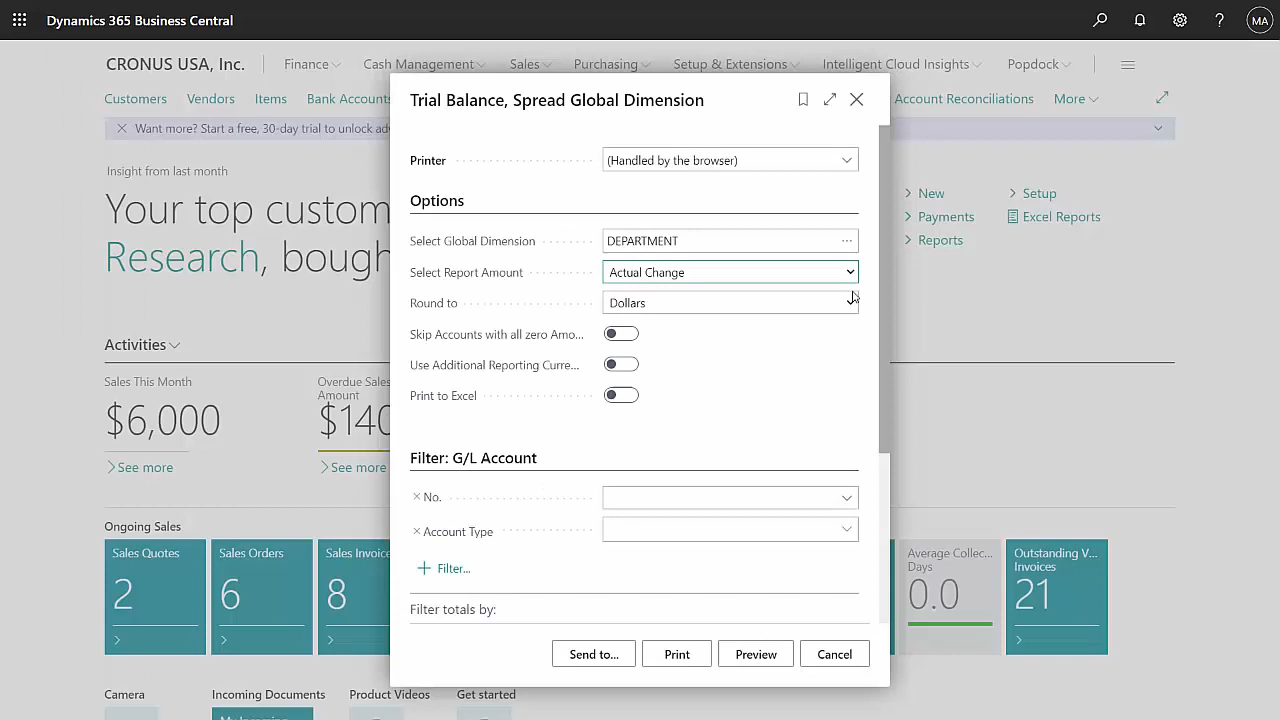 Dynamics 365 Business Central
MA
CRONUS USA, Inc.
Finance
Cash Management
Sales
Purchasing
Setup & Extensions
Intelligent Cloud Insights
Popdock
Customers
Vendors
Items
Bank Accounts
Account Reconciliations
More
Want more? Start a free, 30-day trial to unlock
Insight from last month
Your top
Research, bough
New
Payments
Reports
Setup
Excel Reports
Activities
Sales This Month
$6,000
See more
Overdue Sales
Amount
$140
See more
Ongoing Sales
Sales Quotes
2
Sales Orders
6
Sales Invoice
8
Average Collec...
Days
0.0
Outstanding V...
Invoices
21
Camera
Incoming Documents
Product Videos
Get started
Trial Balance, Spread Global Dimension
Printer
(Handled by the browser)
Options
Select Global Dimension
DEPARTMENT
Select Report Amount
Actual Change
Round to
Dollars
Skip Accounts with all zero Amo...
Use Additional Reporting Curre...
Print to Excel
Filter: G/L Account
No.
Account Type
Filter...
Filter totals by:
Send to...
Print
Preview
Cancel